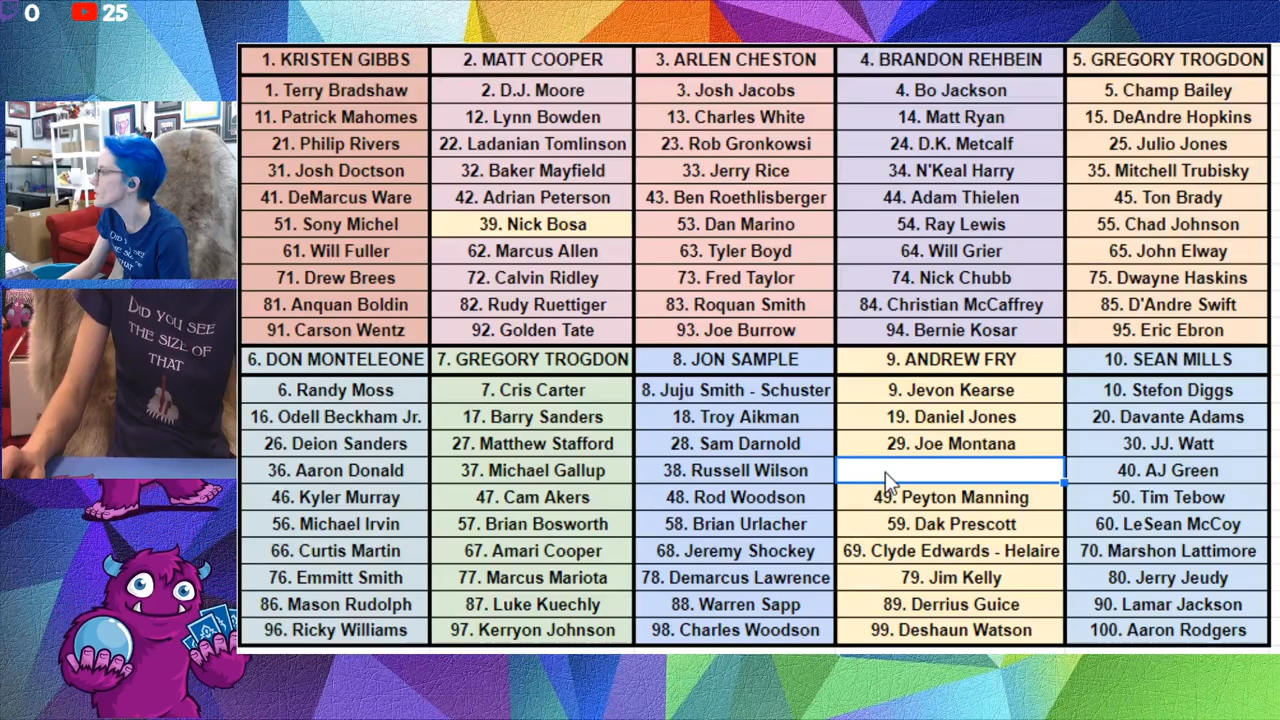 0 25
1. KRISTEN GIBBS 2. MATT COOPER 3. ARLEN CHESTON 4. BRANDON REHBEIN 5. GREGORY TROGDON
1. Terry Bradshaw 2. D.J. Moore 3. Josh Jacobs 4. Bo Jackson 5. Champ Bailey
11. Patrick Mahomes 12. Lynn Bowden 13. Charles White 14. Matt Ryan 15. DeAndre Hopkins
21. Philip Rivers 22. Ladanian Tomlinson 23. Rob Gronkowsi 24. D.K. Metcalf 25. Julio Jones
31. Josh Doctson 32. Baker Mayfield 33. Jerry Rice 34. N'Keal Harry 35. Mitchell Trubisky
41. DeMarcus Ware 42. Adrian Peterson 43. Ben Roethlisberger 44. Adam Thielen 45. Ton Brady
51. Sony Michel 39. Nick Bosa 53. Dan Marino 54. Ray Lewis 55. Chad Johnson
61. Will Fuller 62. Marcus Allen 63. Tyler Boyd 64. Will Grier 65. John Elway
71. Drew Brees 72. Calvin Ridley 73. Fred Taylor 74. Nick Chubb 75. Dwayne Haskins
81. Anquan Boldin 82. Rudy Ruettiger 83. Roquan Smith 84. Christian McCaffrey 85. D'Andre Swift
91. Carson Wentz 92. Golden Tate 93. Joe Burrow 94. Bernie Kosar 95. Eric Ebron
6. DON MONTELEONE 7. GREGORY TROGDON 8. JON SAMPLE 9. ANDREW FRY 10. SEAN MILLS
6. Randy Moss 7. Cris Carter 8. Juju Smith - Schuster 9. Jevon Kearse 10. Stefon Diggs
16. Odell Beckham Jr. 17. Barry Sanders 18. Troy Aikman 19. Daniel Jones 20. Davante Adams
26. Deion Sanders 27. Matthew Stafford 28. Sam Darnold 29. Joe Montana 30. JJ. Watt
36. Aaron Donald 37. Michael Gallup 38. Russell Wilson 40. AJ Green
46. Kyler Murray 47. Cam Akers 48. Rod Woodson 49. Peyton Manning 50. Tim Tebow
56. Michael Irvin 57. Brian Bosworth 58. Brian Urlacher 59. Dak Prescott 60. LeSean McCoy
66. Curtis Martin 67. Amari Cooper 68. Jeremy Shockey 69. Clyde Edwards - Helaire 70. Marshon Lattimore
76. Emmitt Smith 77. Marcus Mariota 78. Demarcus Lawrence 79. Jim Kelly 80. Jerry Jeudy
86. Mason Rudolph 87. Luke Kuechly 88. Warren Sapp 89. Derrius Guice 90. Lamar Jackson
96. Ricky Williams 97. Kerryon Johnson 98. Charles Woodson 99. Deshaun Watson 100. Aaron Rodgers
DID YOU SEE
THE SIZE OF
THAT
DID YOU SEE
THE SIZE OF
THAT